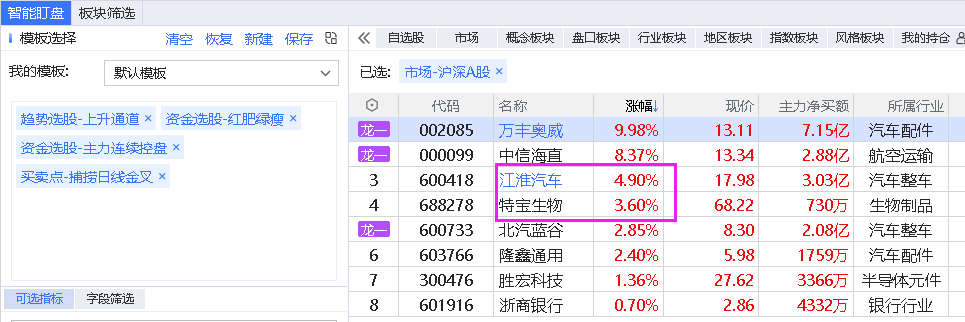 智能盯盘 板块筛选
模板选择 清空 恢复 新建 保存
我的模板: 默认模板
趋势选股-上升通道 × 资金选股-红肥绿瘦 ×
资金选股-主力连续控盘 ×
买卖点-捕捞日线金叉 ×
可选指标 字段筛选
自选股 市场 概念板块 盘口板块 行业板块 地区板块 指数板块 风格板块 我的持仓
已选: 市场-沪深A股 ×
代码 名称 涨幅↓ 现价 主力净买额 所属行业
龙一 002085 万丰奥威 9.98% 13.11 7.15亿 汽车配件
龙一 000099 中信海直 8.37% 13.34 2.88亿 航空运输
3 600418 江淮汽车 4.90% 17.98 3.03亿 汽车整车
4 688278 特宝生物 3.60% 68.22 730万 生物制品
龙一 600733 北汽蓝谷 2.85% 8.30 2.08亿 汽车整车
6 603766 隆鑫通用 2.40% 5.98 1759万 汽车配件
7 300476 胜宏科技 1.36% 27.62 3366万 半导体元件
8 601916 浙商银行 0.70% 2.86 4332万 银行行业